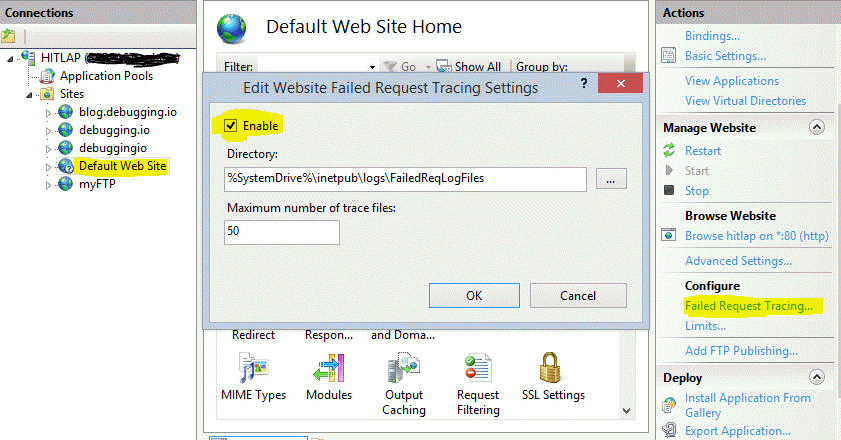 Connections
HITLAP (
Application Pools
Sites
blog.debugging.io
debugging.io
debuggingio
Default Web Site
myFTP
Default Web Site Home
Filter:
Go
Show All
Group by:
Edit Website Failed Request Tracing Settings
?
Enable
Directory:
%SystemDrive%\inetpub\logs\FailedReqLogFiles
...
Maximum number of trace files:
50
OK
Cancel
Redirect
Respon...
and Doma...
MIME Types
Modules
Output
Caching
Request
Filtering
SSL Settings
Actions
Bindings...
Basic Settings...
View Applications
View Virtual Directories
Manage Website
Restart
Start
Stop
Browse Website
Browse hitlap on *:80 (http)
Advanced Settings...
Configure
Failed Request Tracing...
Limits...
Add FTP Publishing...
Deploy
Install Application From
Gallery
Export Application...